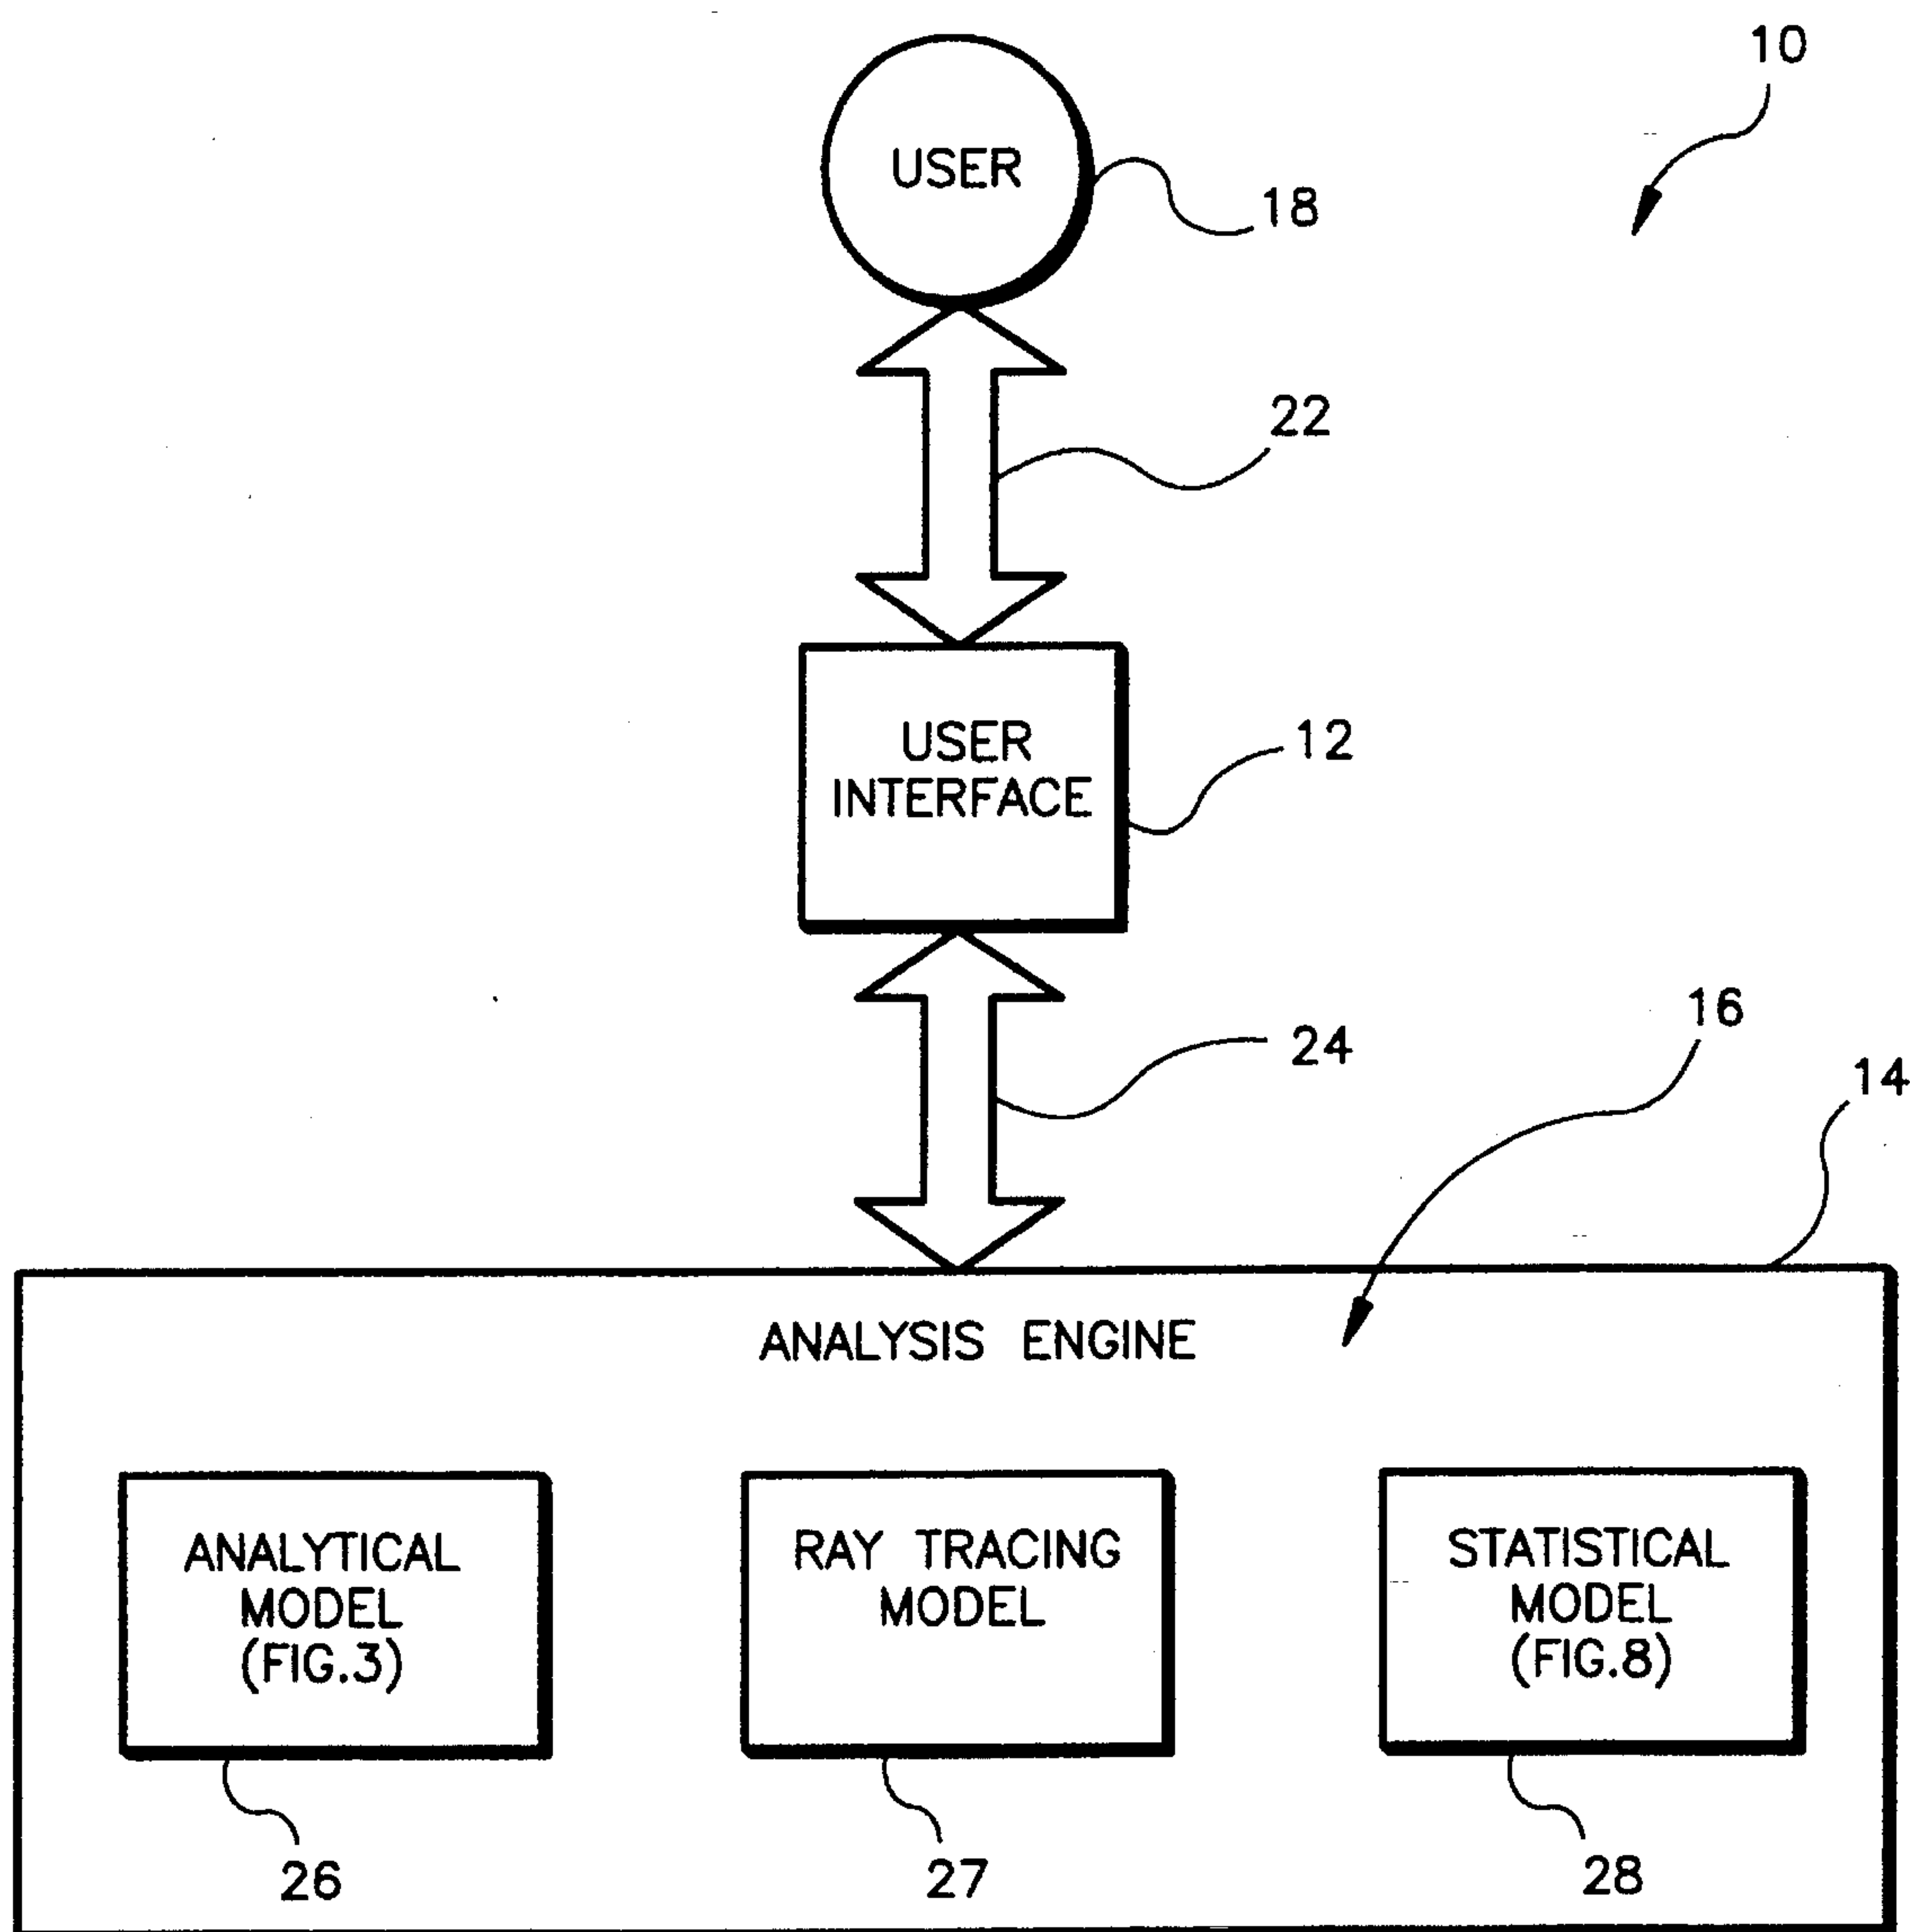 10
USER
18
22
USER
INTERFACE
12
24
16
14
ANALYSIS ENGINE
ANALYTICAL
MODEL
(FIG.3)
RAY TRACING
MODEL
STATISTICAL
MODEL
(FIG.8)
26
27
28